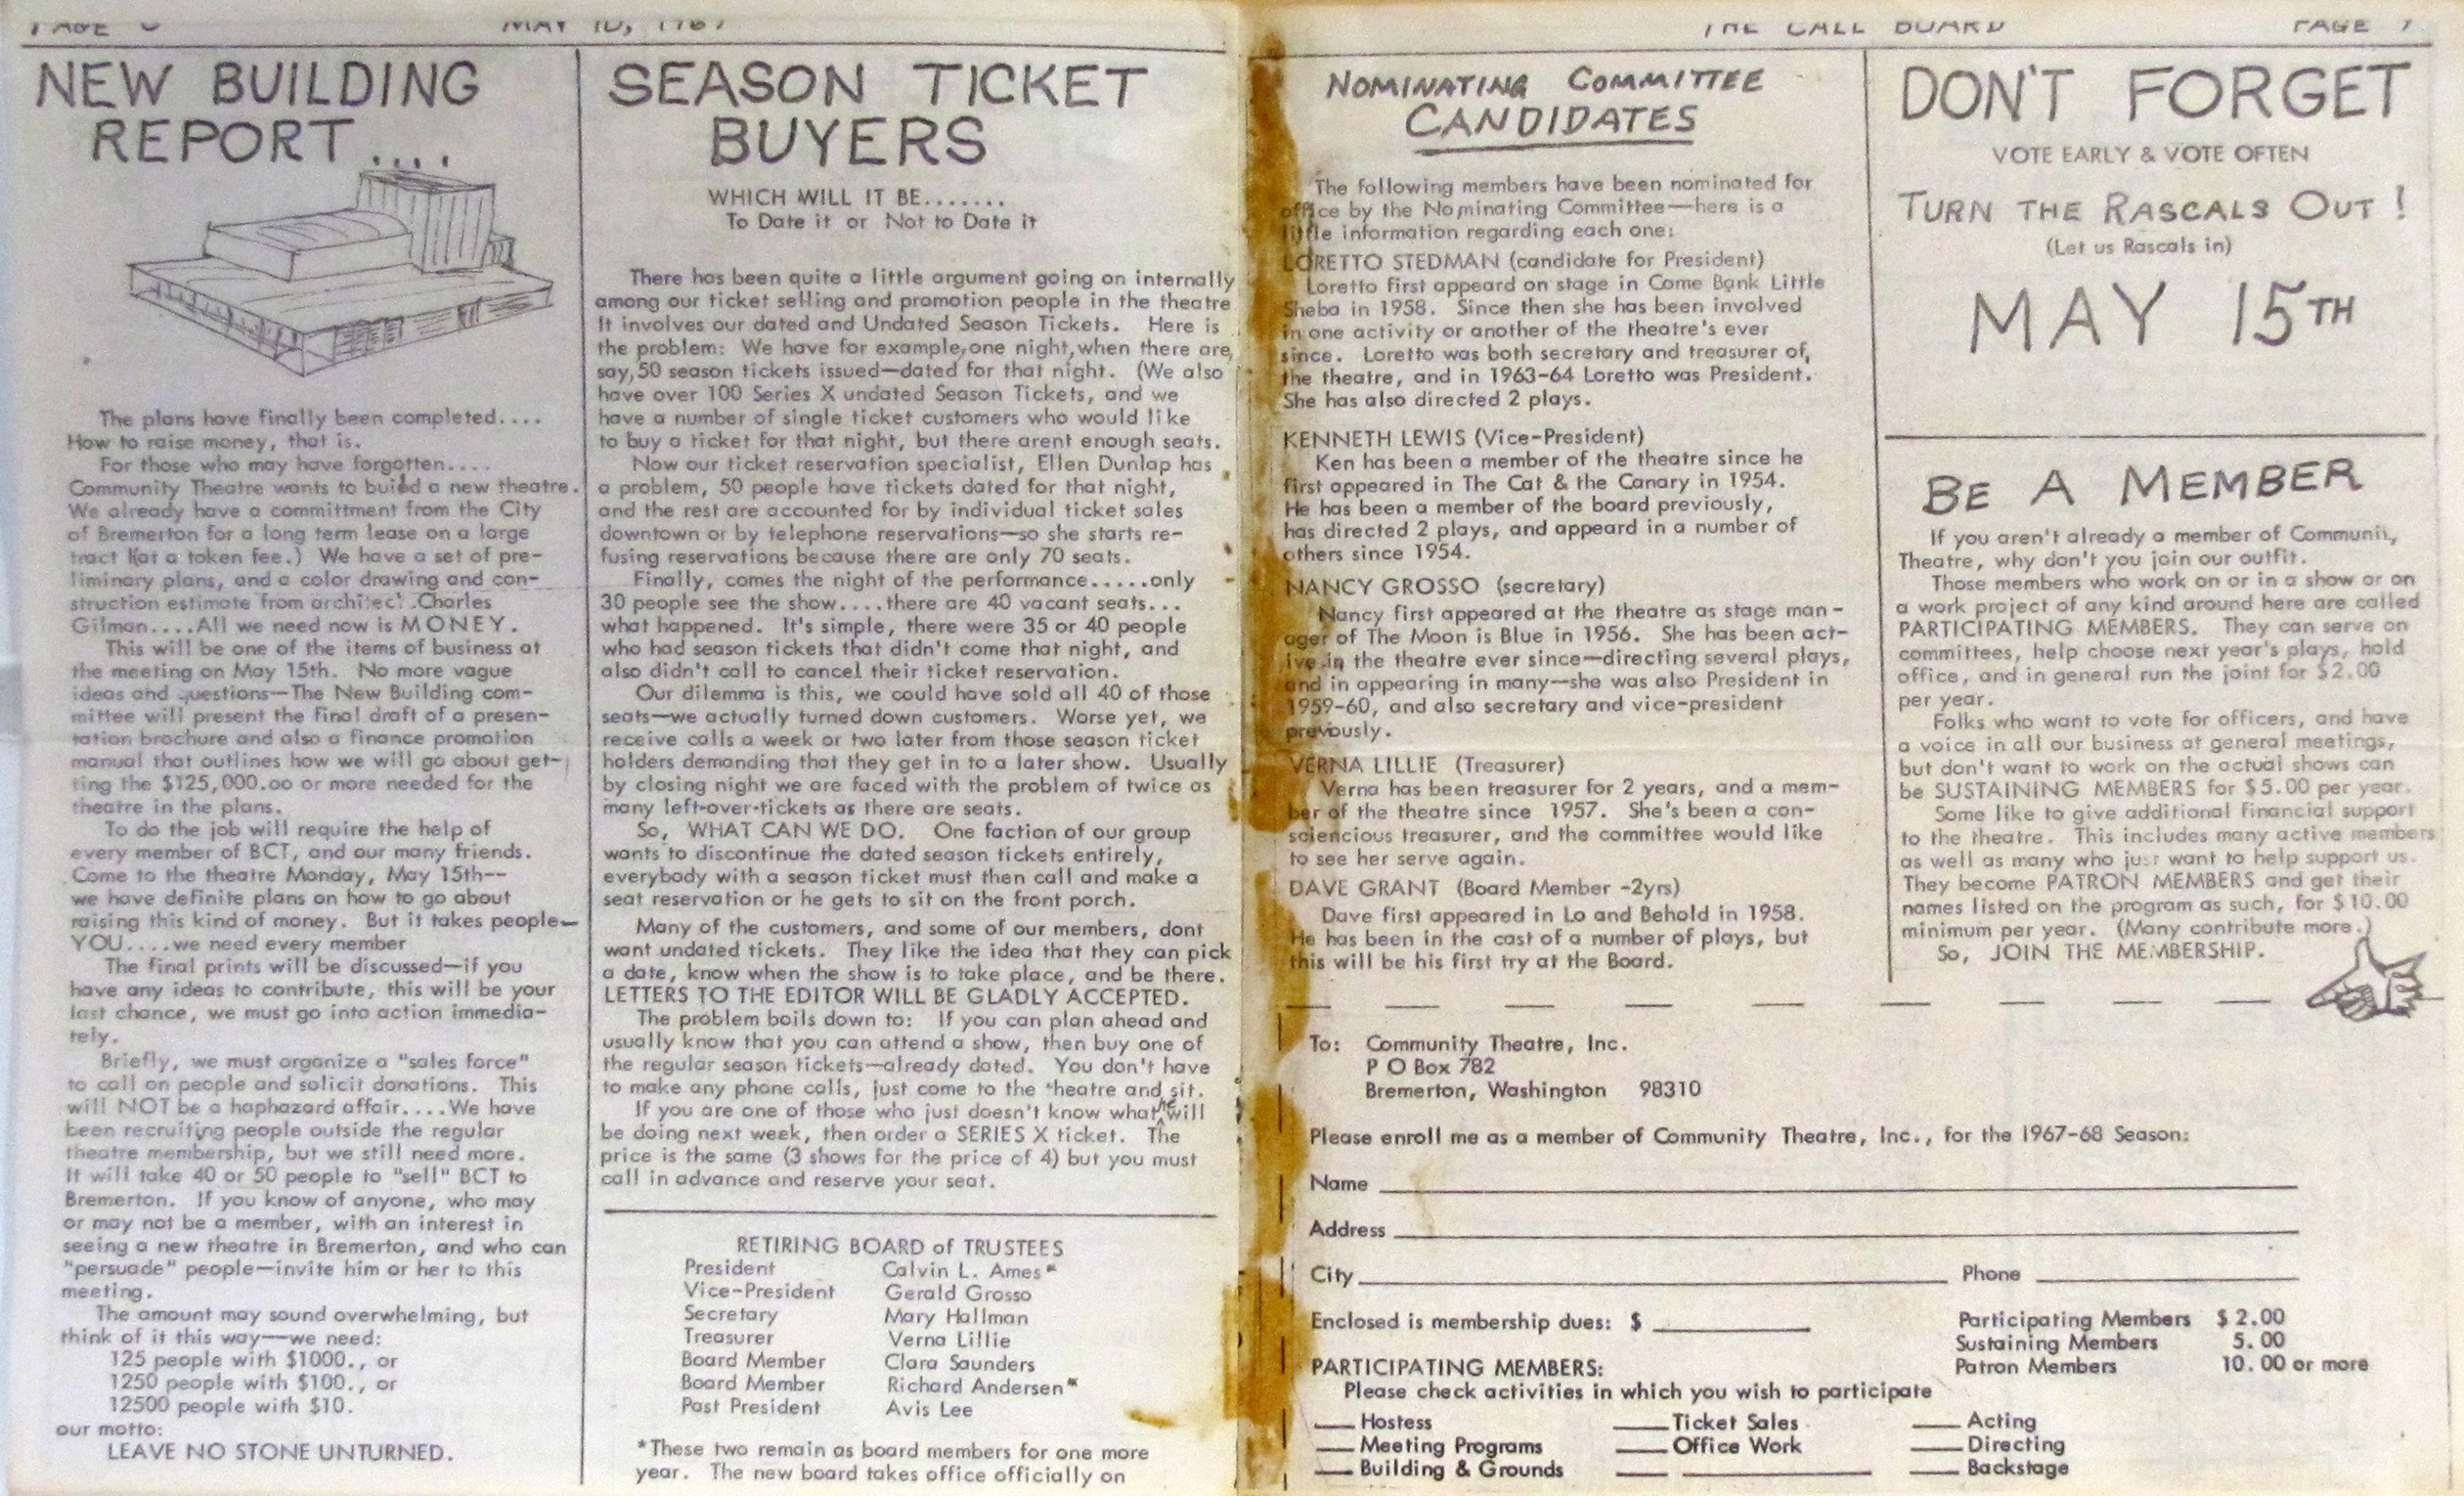 MAY 10, 1967
NEW BUILDING
REPORT....
The plans have finally been completed....
How to raise money, that is.
For those who may have forgotten....
Community Theatre wants to build a new theatre.
We already have a committment from the City
of Bremerton for a long term lease on a large
tract (at a token fee.) We have a set of pre-
liminary plans, and a color drawing and con-
struction estimate from architect Charles
Gilman....All we need now is MONEY.
This will be one of the items of business at
the meeting on May 15th. No more vague
ideas and questions—The New Building com-
mittee will present the final draft of a presen-
tation brochure and also a finance promotion
manual that outlines how we will go about get-
ting the $125,000.oo or more needed for the
theatre in the plans.
To do the job will require the help of
every member of BCT, and our many friends.
Come to the theatre Monday, May 15th--
we have definite plans on how to go about
raising this kind of money. But it takes people—
YOU....we need every member
The final prints will be discussed—if you
have any ideas to contribute, this will be your
last chance, we must go into action immedia-
tely.
Briefly, we must organize a "sales force"
to call on people and solicit donations. This
will NOT be a haphazard affair....We have
been recruiting people outside the regular
theatre membership, but we still need more.
It will take 40 or 50 people to "sell" BCT to
Bremerton. If you know of anyone, who may
or may not be a member, with an interest in
seeing a new theatre in Bremerton, and who can
"persuade" people—invite him or her to this
meeting.
The amount may sound overwhelming, but
think of it this way——we need:
125 people with $1000., or
1250 people with $100., or
12500 people with $10.
our motto:
LEAVE NO STONE UNTURNED.
SEASON TICKET
BUYERS
WHICH WILL IT BE.......
To Date it or Not to Date it
There has been quite a little argument going on internally
among our ticket selling and promotion people in the theatre
It involves our dated and Undated Season Tickets. Here is
the problem: We have for example, one night, when there are,
say, 50 season tickets issued—dated for that night. (We also
have over 100 Series X undated Season Tickets, and we
have a number of single ticket customers who would like
to buy a ticket for that night, but there arent enough seats.
Now our ticket reservation specialist, Ellen Dunlap has
a problem, 50 people have tickets dated for that night,
and the rest are accounted for by individual ticket sales
downtown or by telephone reservations—so she starts re-
fusing reservations because there are only 70 seats.
Finally, comes the night of the performance.....only
30 people see the show....there are 40 vacant seats...
what happened. It's simple, there were 35 or 40 people
who had season tickets that didn't come that night, and
also didn't call to cancel their ticket reservation.
Our dilemma is this, we could have sold all 40 of those
seats—we actually turned down customers. Worse yet, we
receive calls a week or two later from those season ticket
holders demanding that they get in to a later show. Usually
by closing night we are faced with the problem of twice as
many left-over-tickets as there are seats.
So, WHAT CAN WE DO. One faction of our group
wants to discontinue the dated season tickets entirely,
everybody with a season ticket must then call and make a
seat reservation or he gets to sit on the front porch.
Many of the customers, and some of our members, dont
want undated tickets. They like the idea that they can pick
a date, know when the show is to take place, and be there.
LETTERS TO THE EDITOR WILL BE GLADLY ACCEPTED.
The problem boils down to: If you can plan ahead and
usually know that you can attend a show, then buy one of
the regular season tickets—already dated. You don't have
to make any phone calls, just come to the theatre and sit.
If you are one of those who just doesn't know what he will
be doing next week, then order a SERIES X ticket. The
price is the same (3 shows for the price of 4) but you must
call in advance and reserve your seat.
RETIRING BOARD of TRUSTEES
President Calvin L. Ames*
Vice-President Gerald Grosso
Secretary Mary Hallman
Treasurer Verna Lillie
Board Member Clara Saunders
Board Member Richard Andersen*
Past President Avis Lee
*These two remain as board members for one more
year. The new board takes office officially on
THE CALL BOARD PAGE 7
NOMINATING COMMITTEE
CANDIDATES
The following members have been nominated for
office by the Nominating Committee—here is a
little information regarding each one:
LORETTO STEDMAN (candidate for President)
Loretto first appeared on stage in Come Bank Little
Sheba in 1958. Since then she has been involved
in one activity or another of the theatre's ever
since. Loretto was both secretary and treasurer of,
the theatre, and in 1963-64 Loretto was President.
She has also directed 2 plays.
KENNETH LEWIS (Vice-President)
Ken has been a member of the theatre since he
first appeared in The Cat & the Canary in 1954.
He has been a member of the board previously,
has directed 2 plays, and appeard in a number of
others since 1954.
NANCY GROSSO (secretary)
Nancy first appeared at the theatre as stage man-
ager of The Moon is Blue in 1956. She has been act-
ive in the theatre ever since—directing several plays,
and in appearing in many—she was also President in
1959-60, and also secretary and vice-president
previously.
VERNA LILLIE (Treasurer)
Verna has been treasurer for 2 years, and a mem-
ber of the theatre since 1957. She's been a con-
sciencious treasurer, and the committee would like
to see her serve again.
DAVE GRANT (Board Member -2yrs)
Dave first appeared in Lo and Behold in 1958.
He has been in the cast of a number of plays, but
this will be his first try at the Board.
DON'T FORGET
VOTE EARLY & VOTE OFTEN
TURN THE RASCALS OUT!
(Let us Rascals in)
MAY 15TH
BE A MEMBER
If you aren't already a member of Community
Theatre, why don't you join our outfit.
Those members who work on or in a show or on
a work project of any kind around here are called
PARTICIPATING MEMBERS. They can serve on
committees, help choose next year's plays, hold
office, and in general run the joint for $2.00
per year.
Folks who want to vote for officers, and have
a voice in all our business at general meetings,
but don't want to work on the actual shows can
be SUSTAINING MEMBERS for $5.00 per year.
Some like to give additional financial support
to the theatre. This includes many active members
as well as many who just want to help support us.
They become PATRON MEMBERS and get their
names listed on the program as such, for $10.00
minimum per year. (Many contribute more.)
So, JOIN THE MEMBERSHIP.
To: Community Theatre, Inc.
P O Box 782
Bremerton, Washington 98310
Please enroll me as a member of Community Theatre, Inc., for the 1967-68 Season:
Name
Address
City Phone
Enclosed is membership dues: $
Participating Members $2.00
Sustaining Members 5.00
Patron Members 10.00 or more
PARTICIPATING MEMBERS:
Please check activities in which you wish to participate
Hostess Ticket Sales Acting
Meeting Programs Office Work Directing
Building & Grounds Backstage